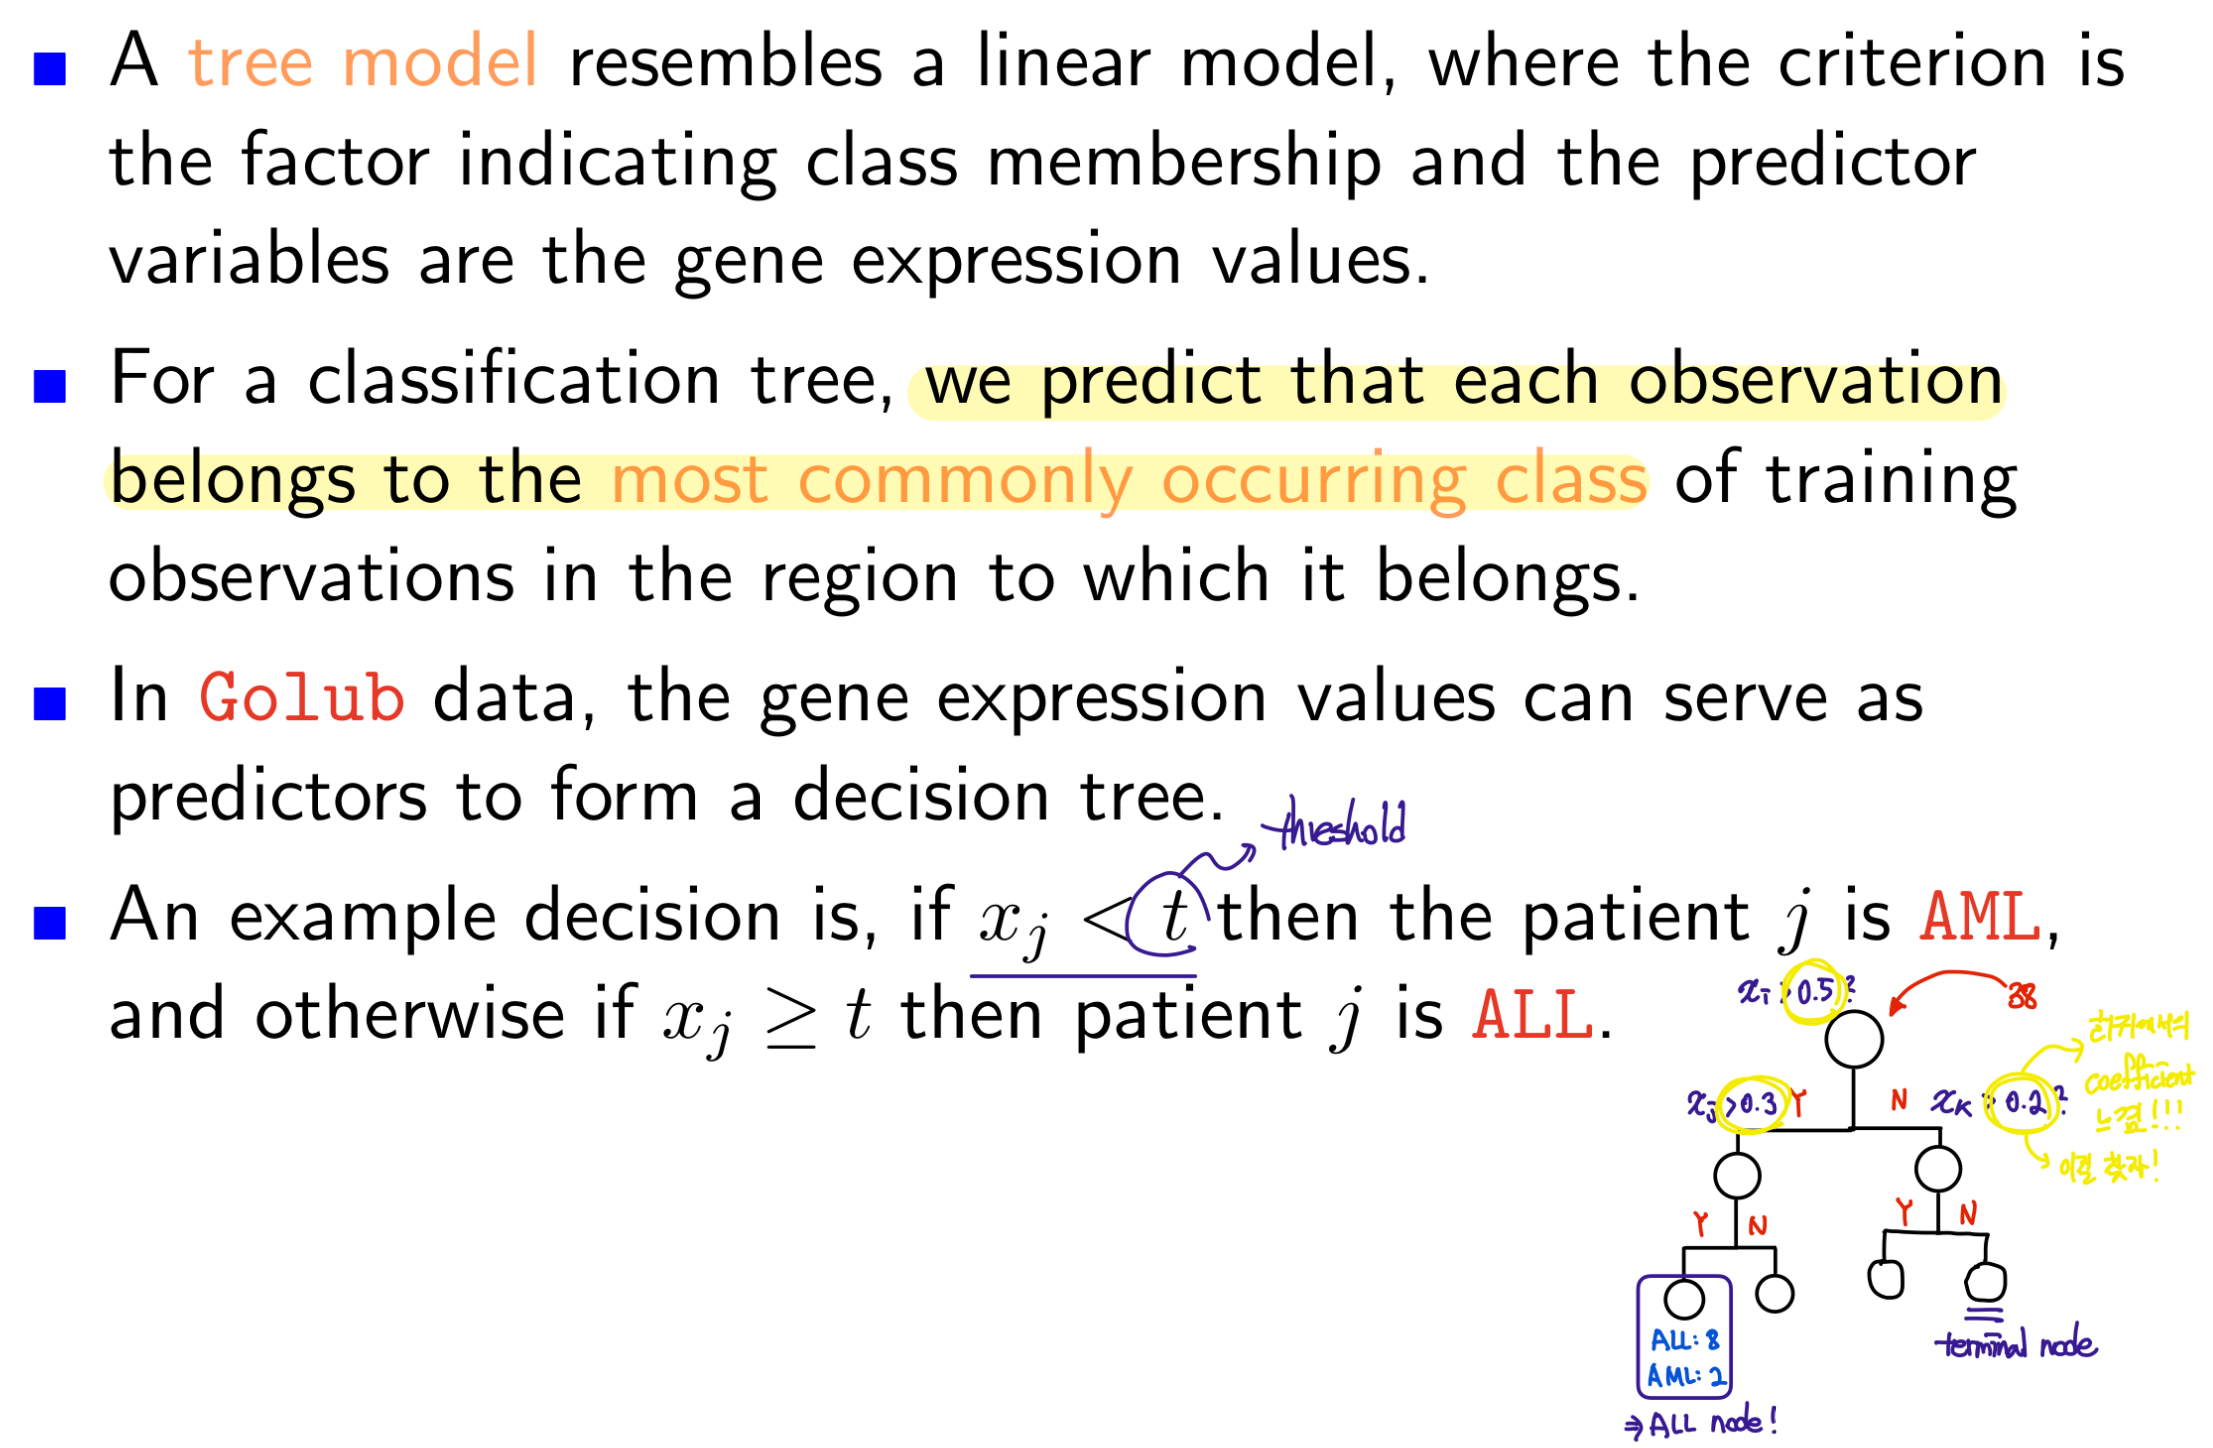 A tree model resembles a linear model, where the criterion is
the factor indicating class membership and the predictor
variables are the gene expression values.
For a classification tree, we predict that each observation
belongs to the most commonly occurring class of training
observations in the region to which it belongs.
In Golub data, the gene expression values can serve as
predictors to form a decision tree.
threshold
An example decision is, if x_j < t then the patient j is AML,
and otherwise if x_j ≥ t then patient j is ALL.
x_i > 0.5?
38
회귀에서의
coefficient
느낌!!!
x_j > 0.3
Y
N
x_k > 0.2?
이걸 찾자!
Y
N
Y
N
ALL: 8
AML: 2
⇒ ALL node!
terminal node